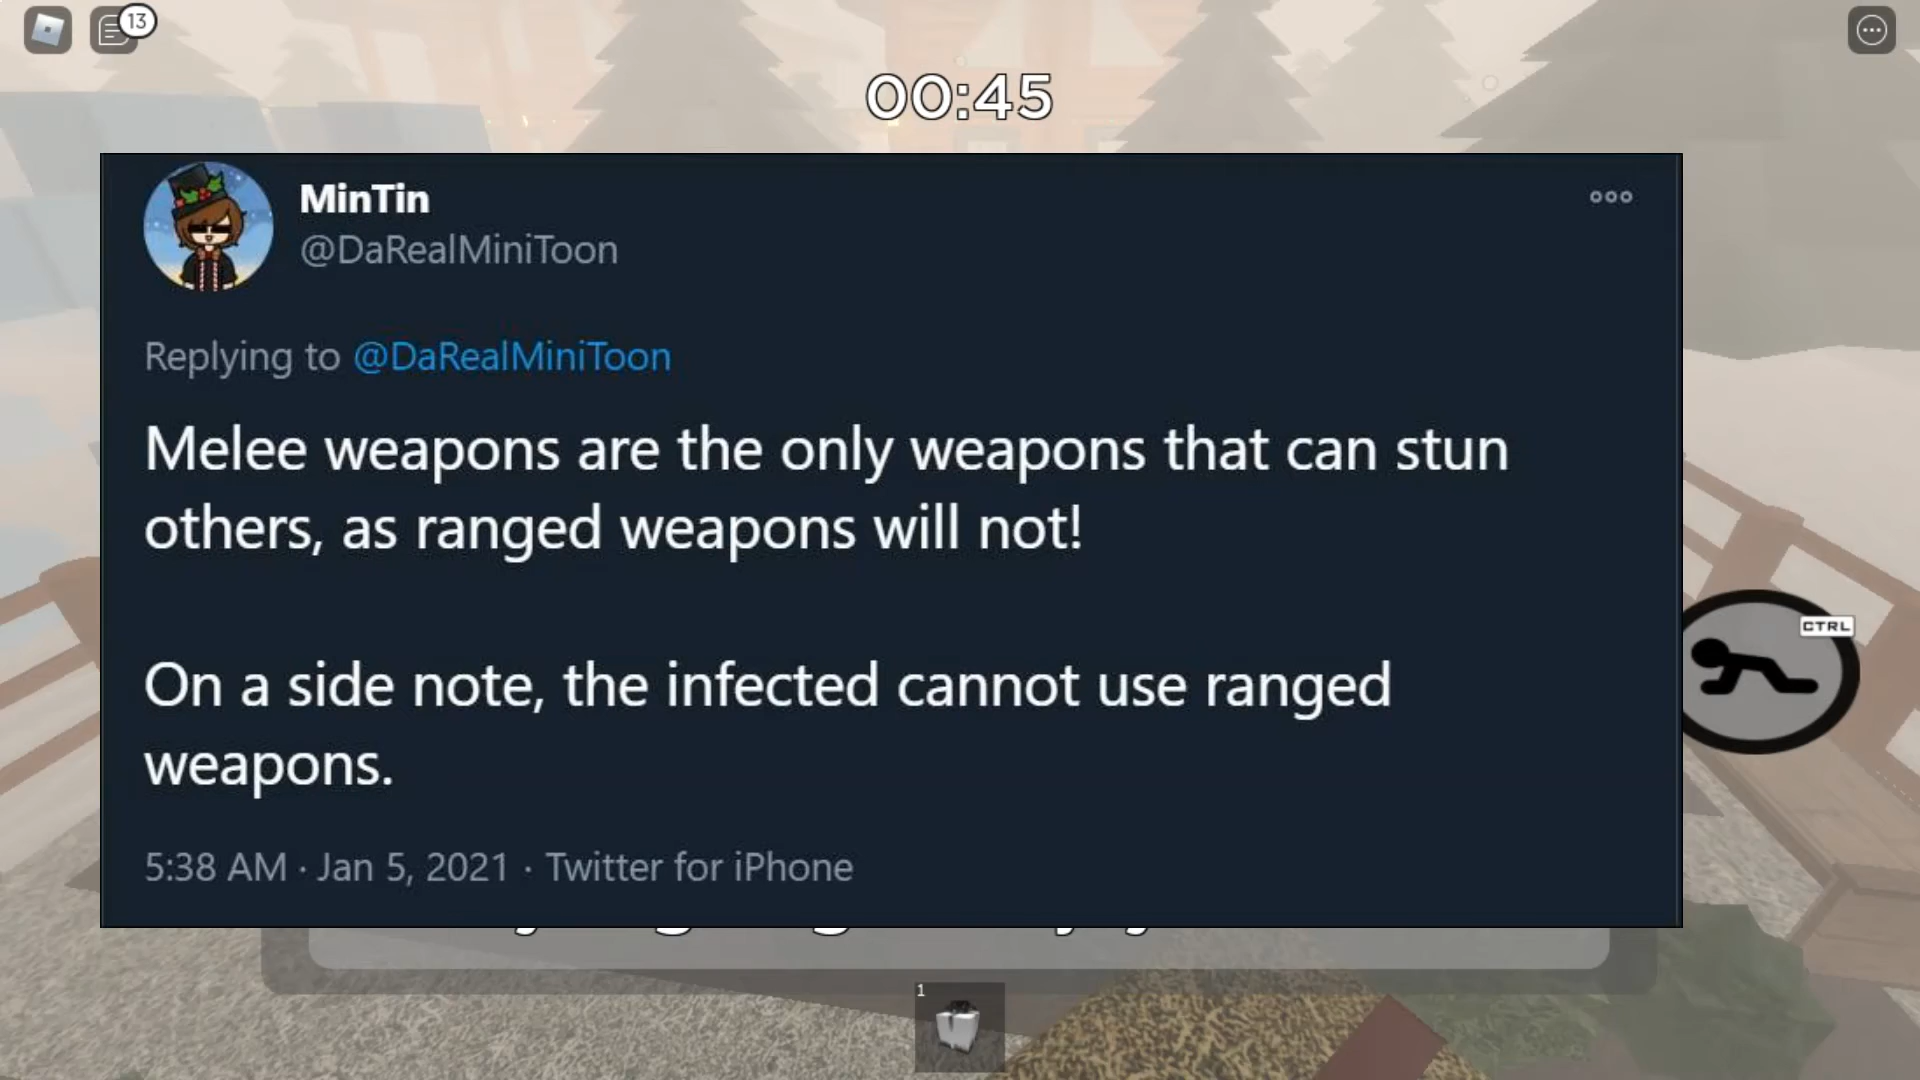 13
00:45
MinTin
@DaRealMiniToon
Replying to @DaRealMiniToon
Melee weapons are the only weapons that can stun
others, as ranged weapons will not!
On a side note, the infected cannot use ranged
weapons.
5:38 AM · Jan 5, 2021 · Twitter for iPhone
CTRL
1